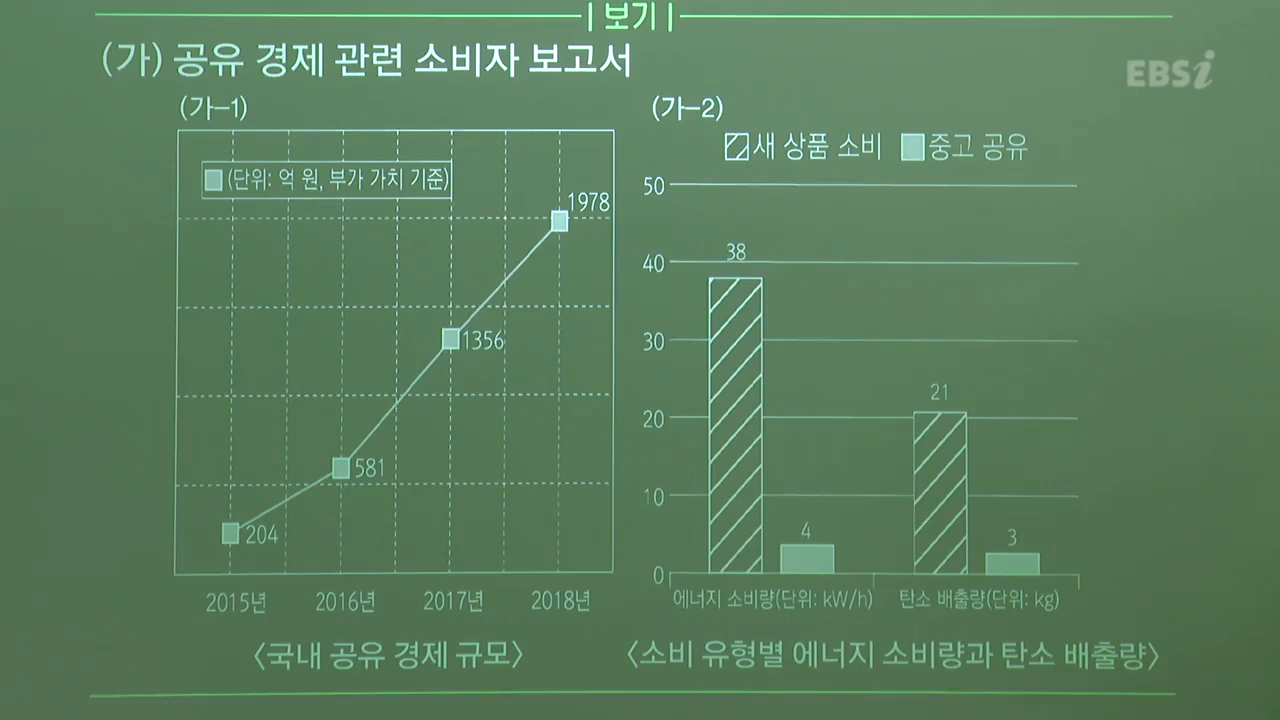 | 보기 |
(가) 공유 경제 관련 소비자 보고서
EBSi
(가-1)
(단위: 억 원, 부가 가치 기준)
1978
1356
581
204
2015년 2016년 2017년 2018년
〈국내 공유 경제 규모〉
(가-2)
새 상품 소비 중고 공유
50
40
30
20
10
0
38
4
21
3
에너지 소비량(단위: kW/h) 탄소 배출량(단위: kg)
〈소비 유형별 에너지 소비량과 탄소 배출량〉